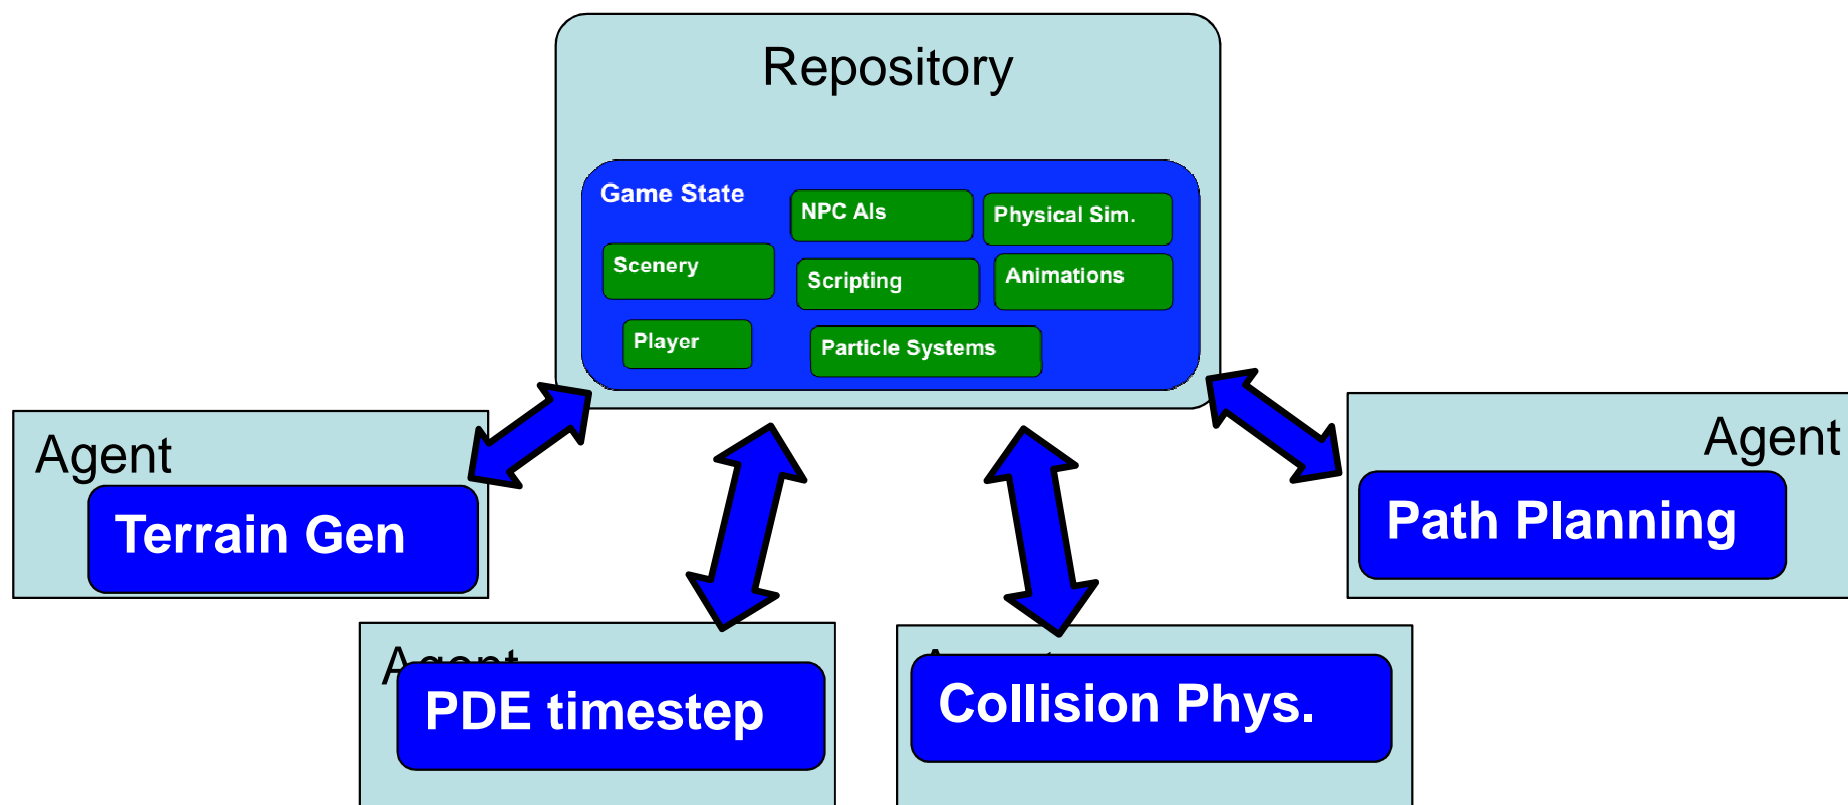 Repository
Game State
NPC AIs
Physical Sim.
Scenery
Scripting
Animations
Player
Particle Systems
Agent
Terrain Gen
Agent
Path Planning
Agent
PDE timestep
Collision Phys.